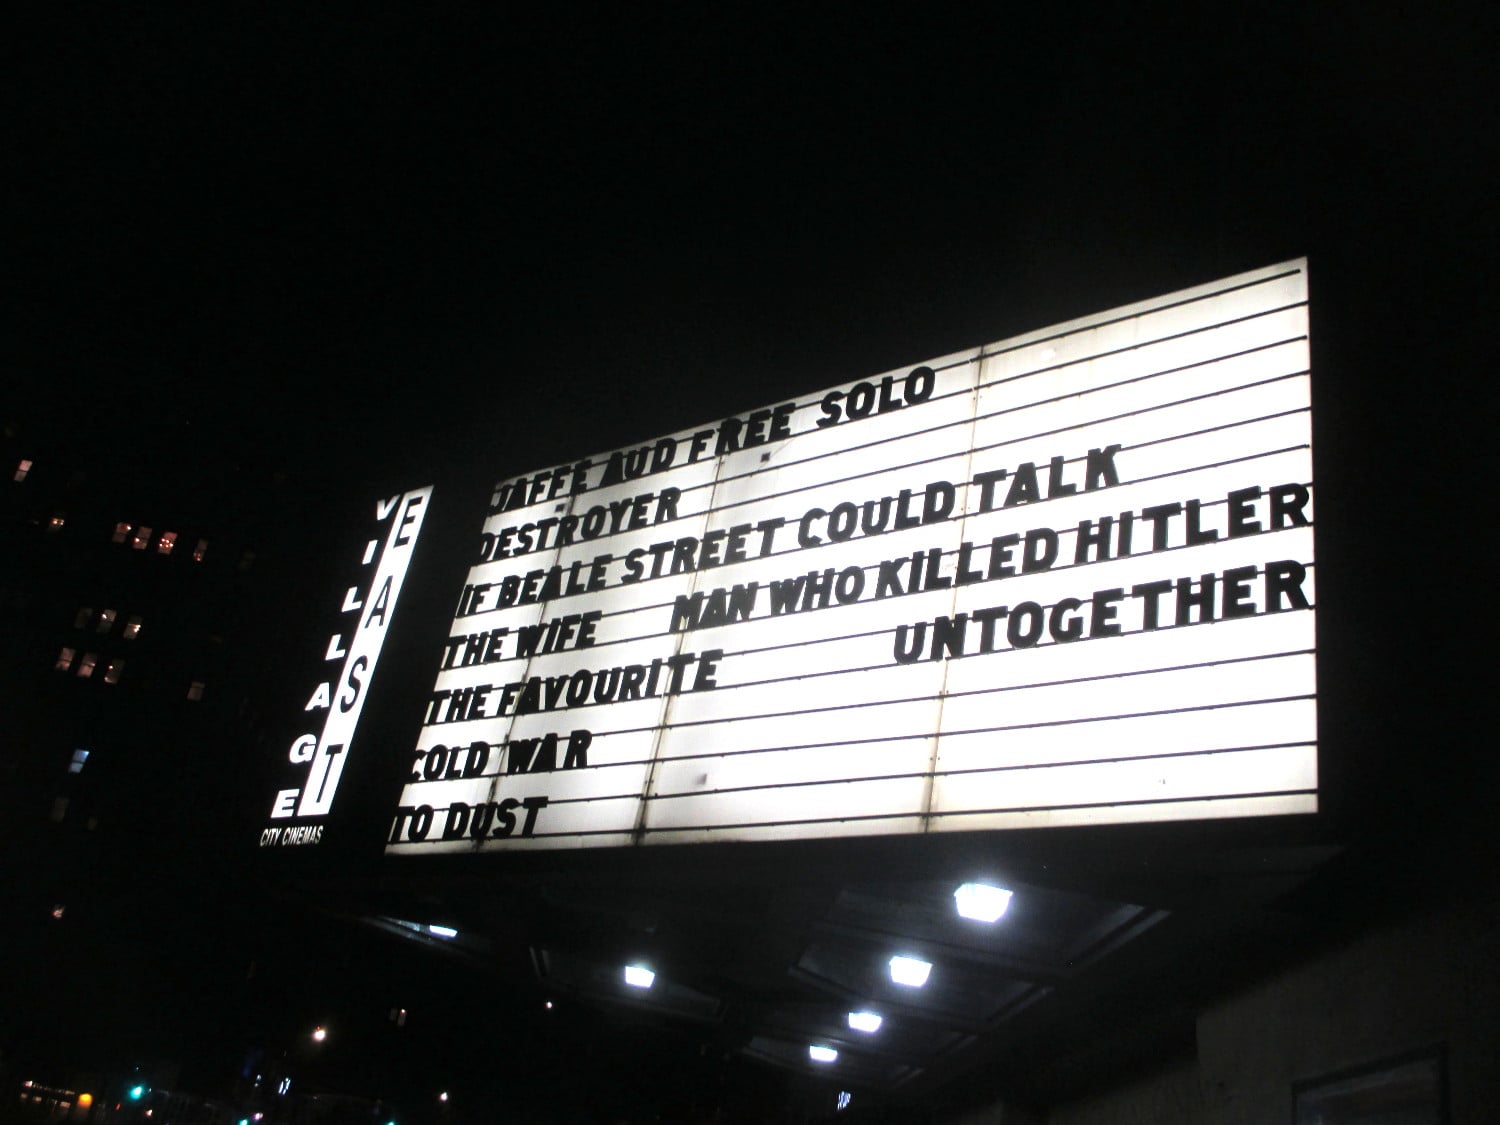 VILLAGE
EAST
CITY CINEMAS
JAFFE AUD FREE SOLO
DESTROYER
IF BEALE STREET COULD TALK
THE WIFE MAN WHO KILLED HITLER
THE FAVOURITE UNTOGETHER
COLD WAR
TO DUST